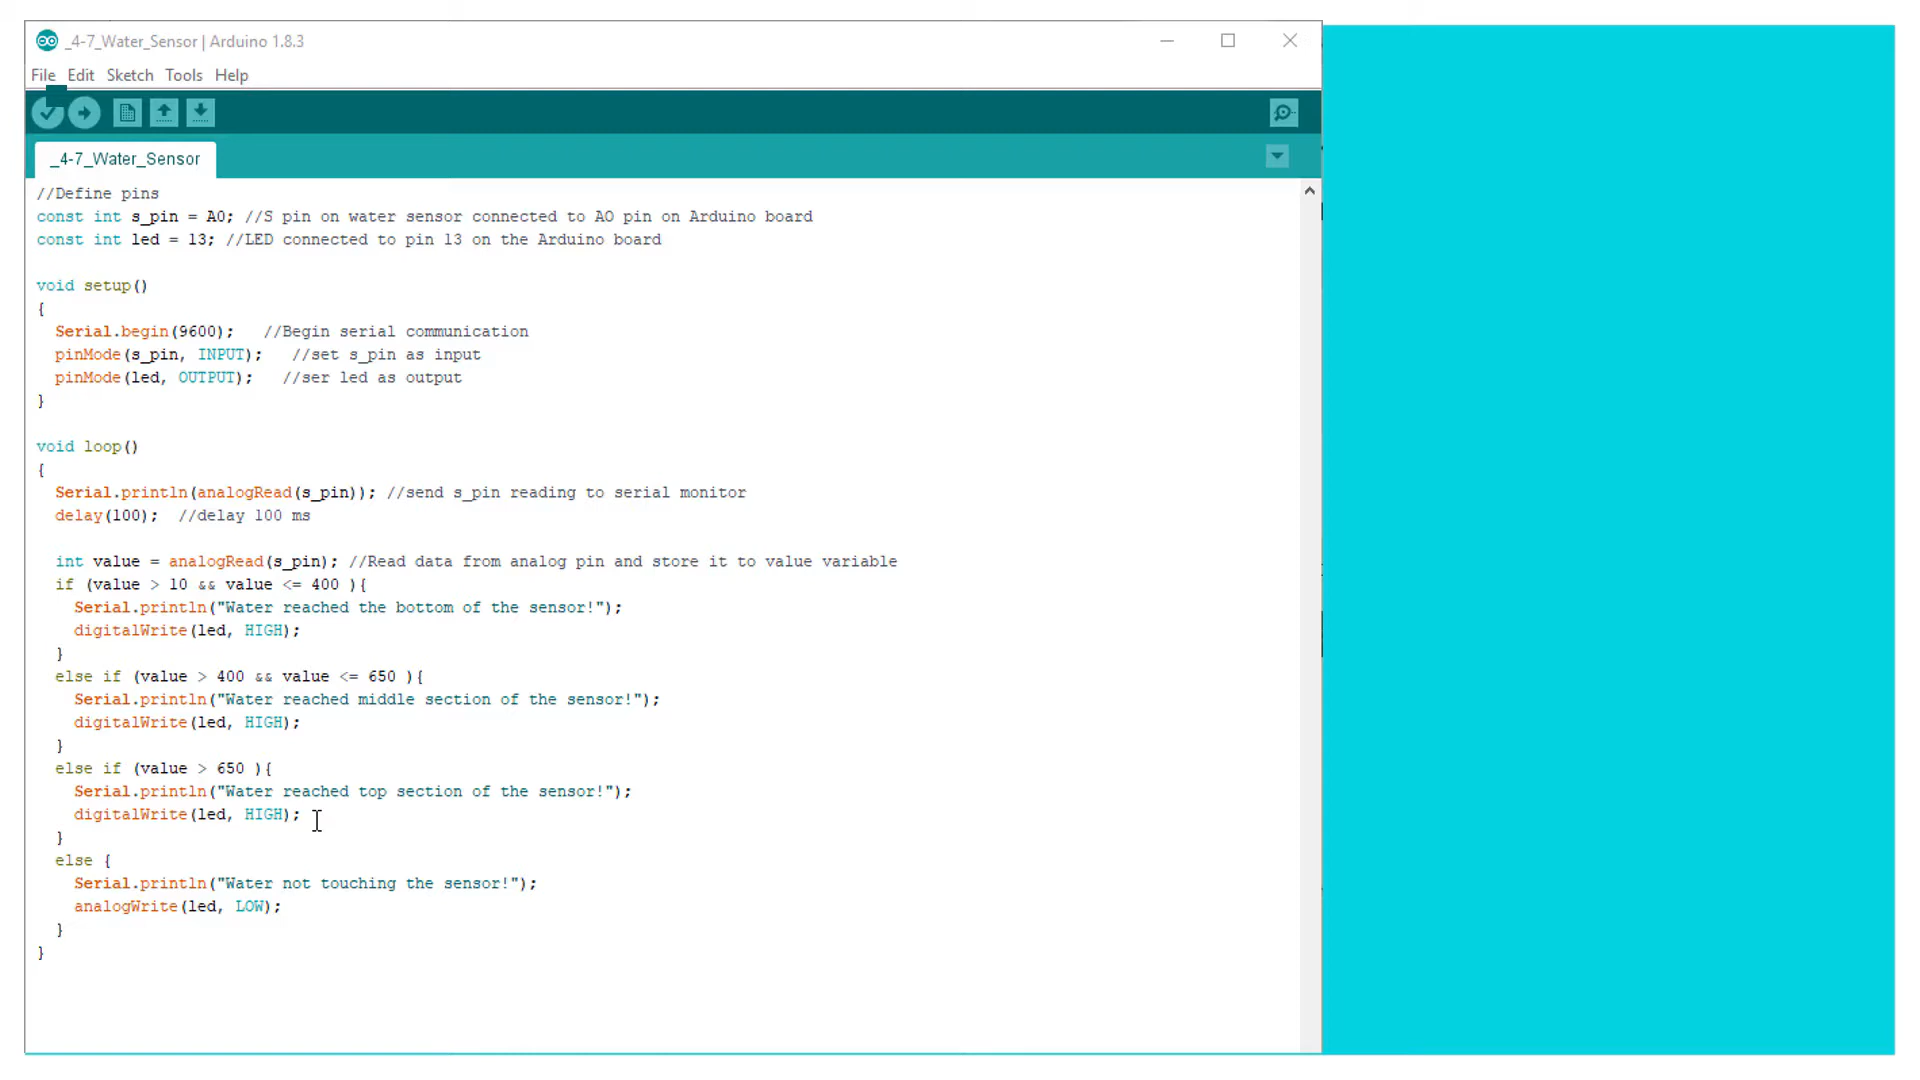 _4-7_Water_Sensor | Arduino 1.8.3
File Edit Sketch Tools Help
_4-7_Water_Sensor
//Define pins
const int s_pin = A0; //S pin on water sensor connected to AO pin on Arduino board
const int led = 13; //LED connected to pin 13 on the Arduino board
void setup()
{
Serial.begin(9600); //Begin serial communication
pinMode(s_pin, INPUT); //set s_pin as input
pinMode(led, OUTPUT); //ser led as output
}
void loop()
{
Serial.println(analogRead(s_pin)); //send s_pin reading to serial monitor
delay(100); //delay 100 ms
int value = analogRead(s_pin); //Read data from analog pin and store it to value variable
if (value > 10 && value <= 400 ){
Serial.println("Water reached the bottom of the sensor!");
digitalWrite(led, HIGH);
}
else if (value > 400 && value <= 650 ){
Serial.println("Water reached middle section of the sensor!");
digitalWrite(led, HIGH);
}
else if (value > 650 ){
Serial.println("Water reached top section of the sensor!");
digitalWrite(led, HIGH);
}
else {
Serial.println("Water not touching the sensor!");
analogWrite(led, LOW);
}
}